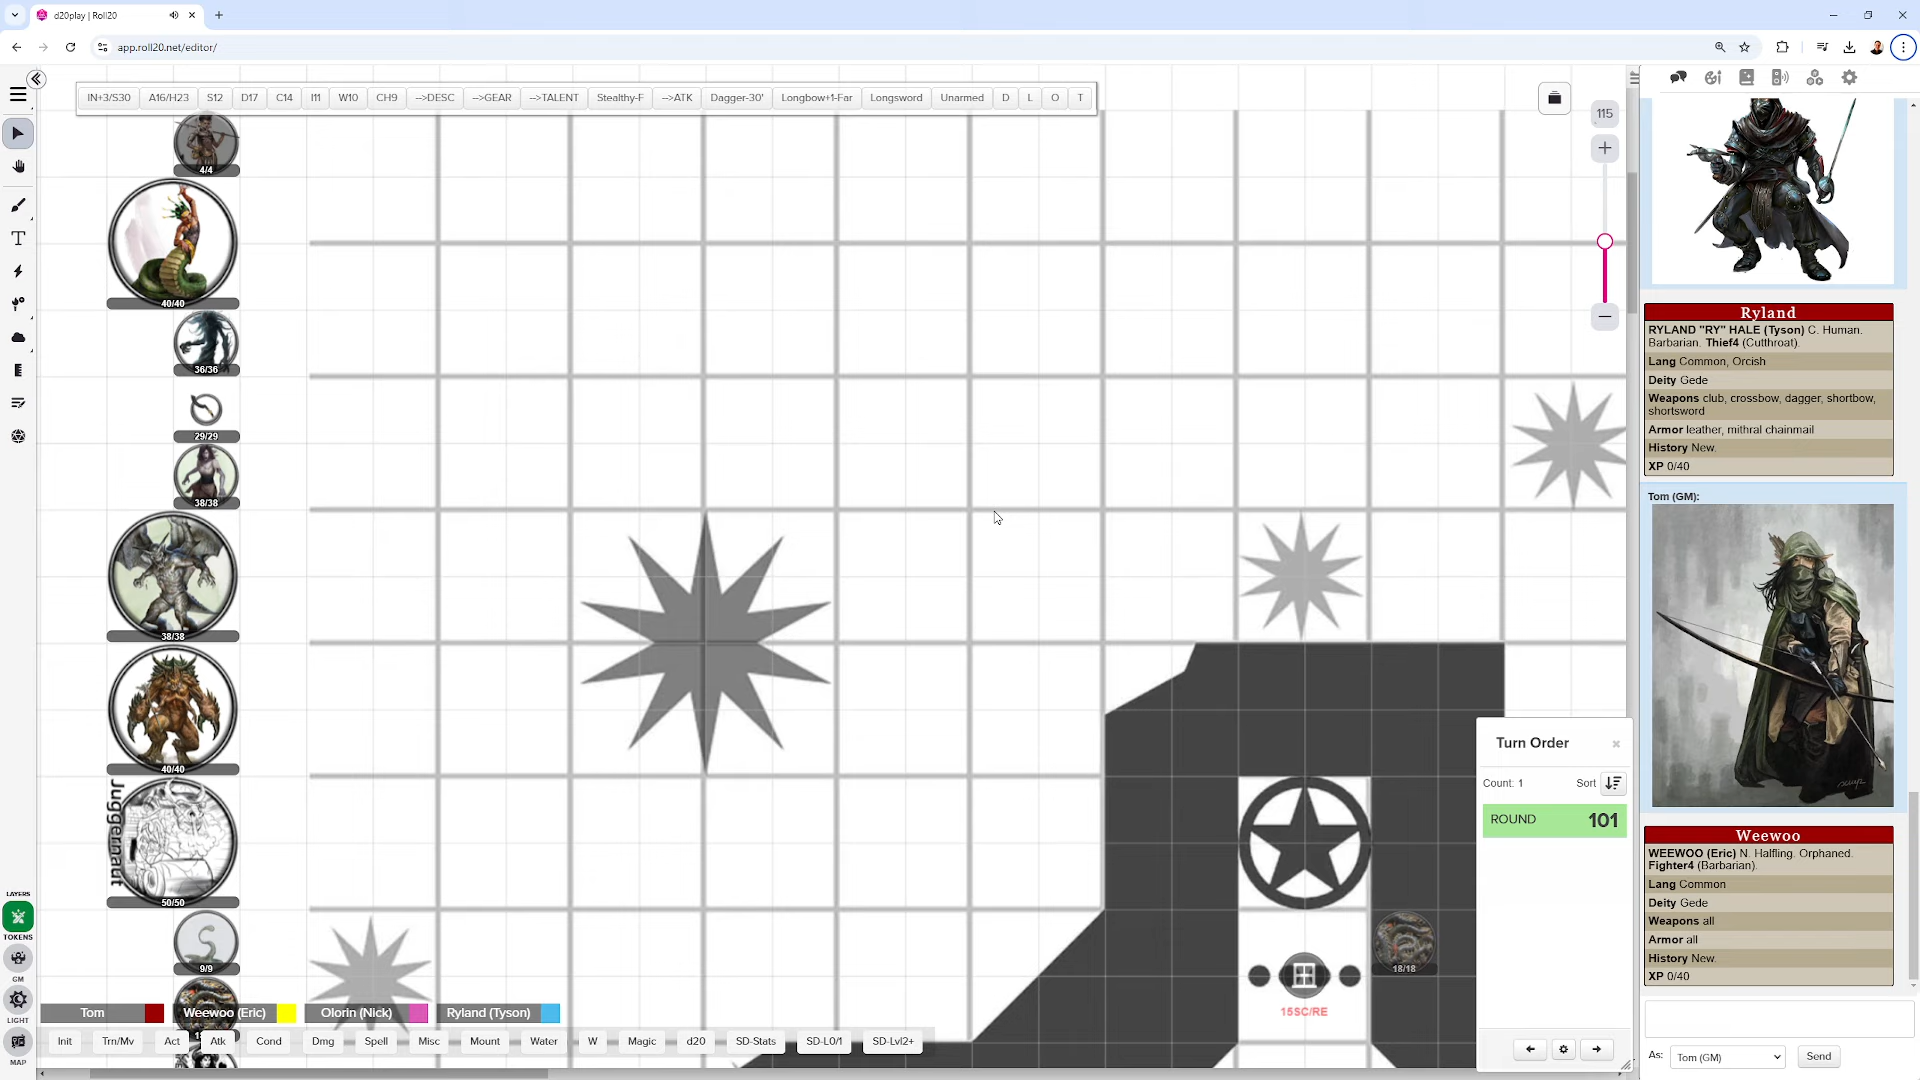 d20play | Roll20
app.roll20.net/editor/
IN+3/S30 A16/H23 S12 D17 C14 I11 W10 CH9 -->DESC -->GEAR -->TALENT Stealthy-F -->ATK Dagger-30' Longbow+1-Far Longsword Unarmed D L O T
115
4/4
40/40
36/36
29/29
38/38
38/38
40/40
Juggernaut
50/50
9/9
18/18
15SC/RE
LAYERS
TOKENS
GM
LIGHT
MAP
Tom Weewoo (Eric) Olorin (Nick) Ryland (Tyson)
Init Trn/Mv Act Atk Cond Dmg Spell Misc Mount Water W Magic d20 SD-Stats SD-L0/1 SD-Lvl2+
Turn Order
Count: 1 Sort
ROUND 101
Ryland
RYLAND "RY" HALE (Tyson) C. Human.
Barbarian. Thief4 (Cutthroat).
Lang Common, Orcish
Deity Gede
Weapons club, crossbow, dagger, shortbow,
shortsword
Armor leather, mithral chainmail
History New.
XP 0/40
Tom (GM):
Weewoo
WEEWOO (Eric) N. Halfling. Orphaned.
Fighter4 (Barbarian).
Lang Common
Deity Gede
Weapons all
Armor all
History New.
XP 0/40
As: Tom (GM) Send